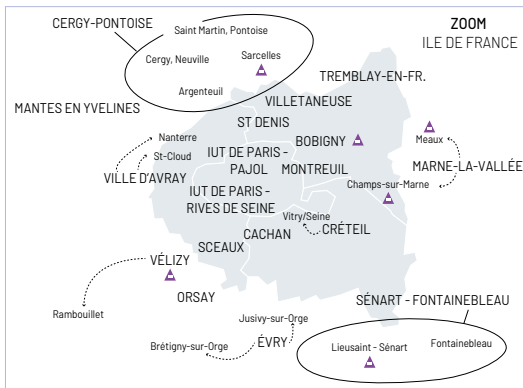 CERGY-PONTOISE
ZOOM
ILE DE FRANCE
Saint Martin, Pontoise
Cergy, Neuville
Sarcelles
Argenteuil
TREMBLAY-EN-FR.
MANTES EN YVELINES
VILLETANEUSE
ST DENIS
Nanterre
BOBIGNY
Meaux
St-Cloud
IUT DE PARIS -
PAJOL
MONTREUIL
MARNE-LA-VALLÉE
VILLE D'AVRAY
Champs-sur-Marne
IUT DE PARIS -
RIVES DE SEINE
Vitry/Seine
CACHAN
CRÉTEIL
SCEAUX
VÉLIZY
ORSAY
SÉNART - FONTAINEBLEAU
Rambouillet
Jusivy-sur-Orge
Brétigny-sur-Orge
ÉVRY
Lieusaint - Sénart
Fontainebleau